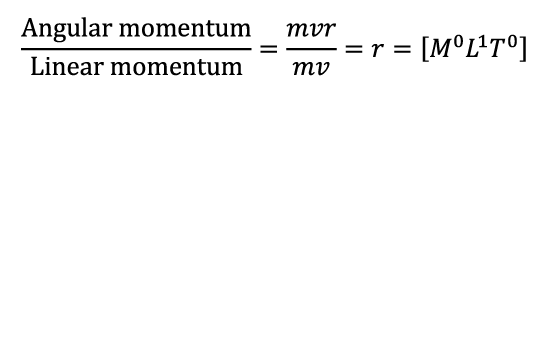 Angular momentum / Linear momentum = mvr / mv = r = [M⁰L¹T⁰]